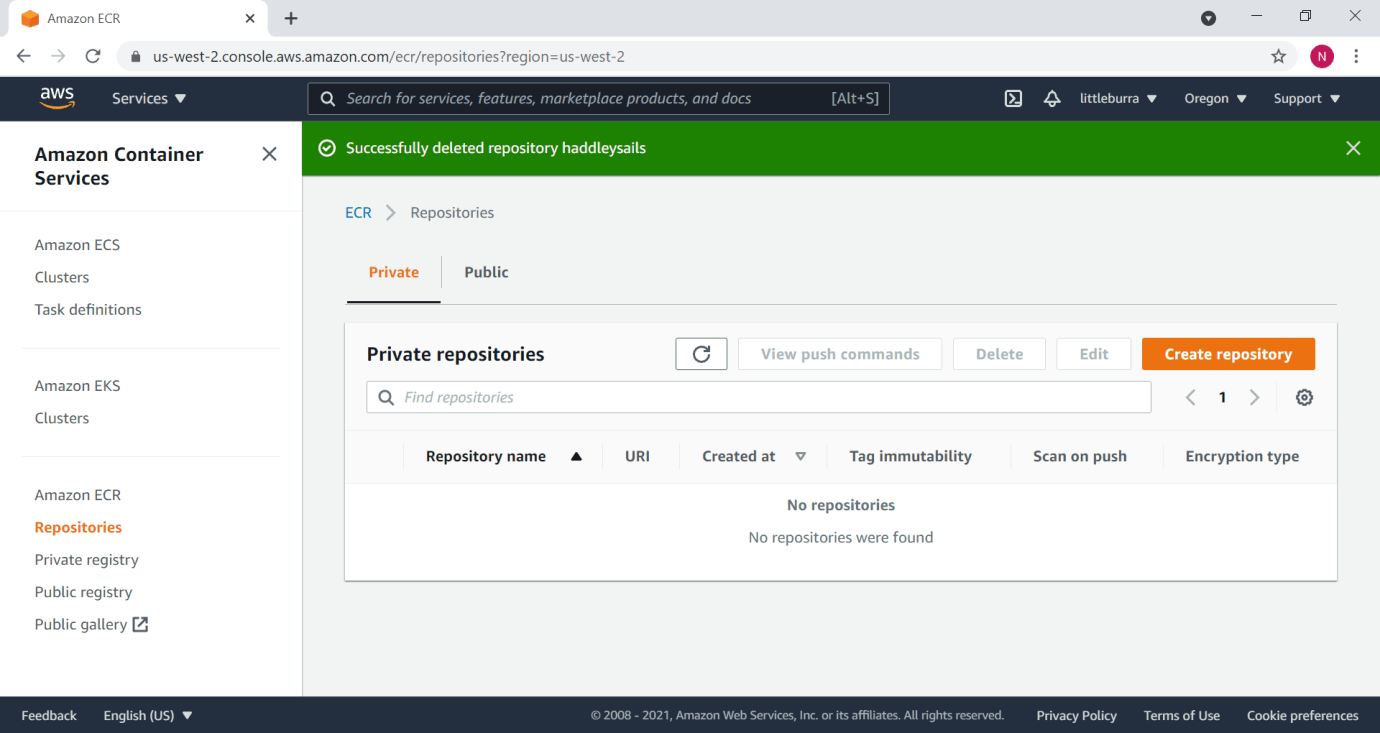 Amazon ECR
us-west-2.console.aws.amazon.com/ecr/repositories?region=us-west-2
N
aws
Services
Search for services, features, marketplace products, and docs
[Alt+S]
littleburra
Oregon
Support
Amazon Container
Services
Successfully deleted repository haddleysails
ECR
Repositories
Amazon ECS
Clusters
Task definitions
Amazon EKS
Clusters
Amazon ECR
Repositories
Private registry
Public registry
Public gallery
Private
Public
Private repositories
View push commands
Delete
Edit
Create repository
Find repositories
1
Repository name
URI
Created at
Tag immutability
Scan on push
Encryption type
No repositories
No repositories were found
Feedback
English (US)
© 2008 - 2021, Amazon Web Services, Inc. or its affiliates. All rights reserved.
Privacy Policy
Terms of Use
Cookie preferences